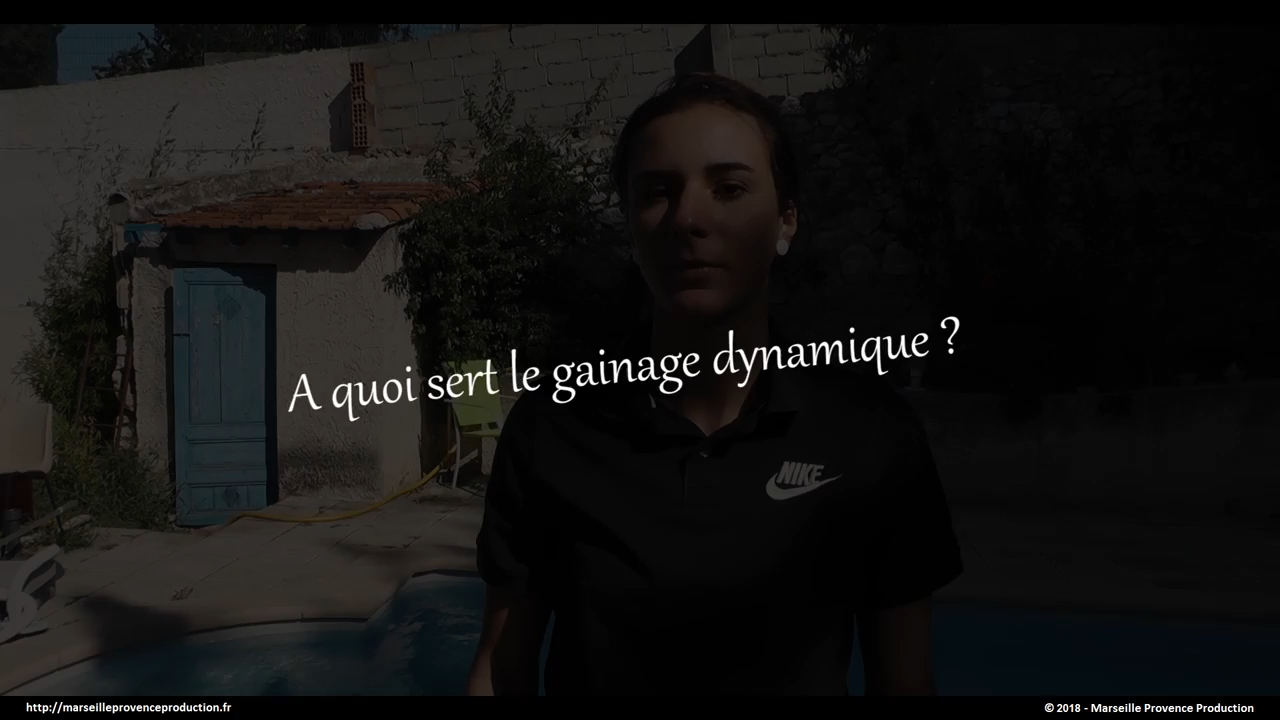 A quoi sert le gainage dynamique ?
NIKE
http://marseilleprovenceproduction.fr
© 2018 - Marseille Provence Production